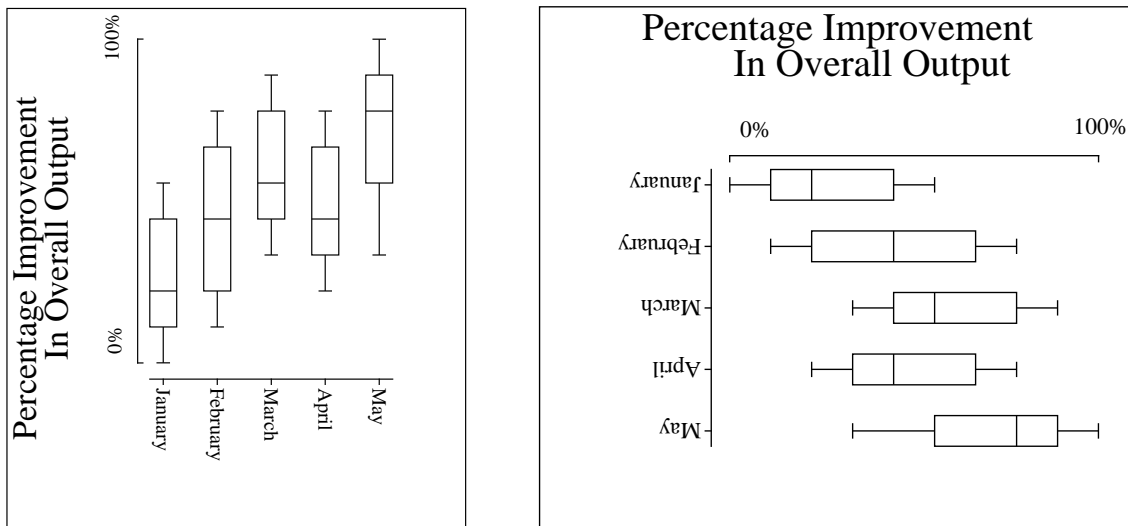 Percentage Improvement
In Overall Output
100%
0%
January
February
March
April
May
Percentage Improvement
In Overall Output
0%
100%
January
February
March
April
May